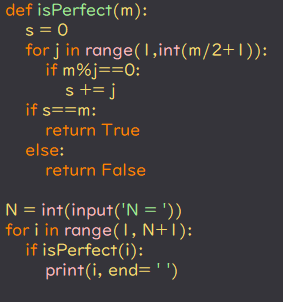 def isPerfect(m):
    s = 0
    for j in range(1,int(m/2+1)):
        if m%j==0:
            s += j
    if s==m:
        return True
    else:
        return False

N = int(input('N = '))
for i in range(1, N+1):
    if isPerfect(i):
        print(i, end= ' ')